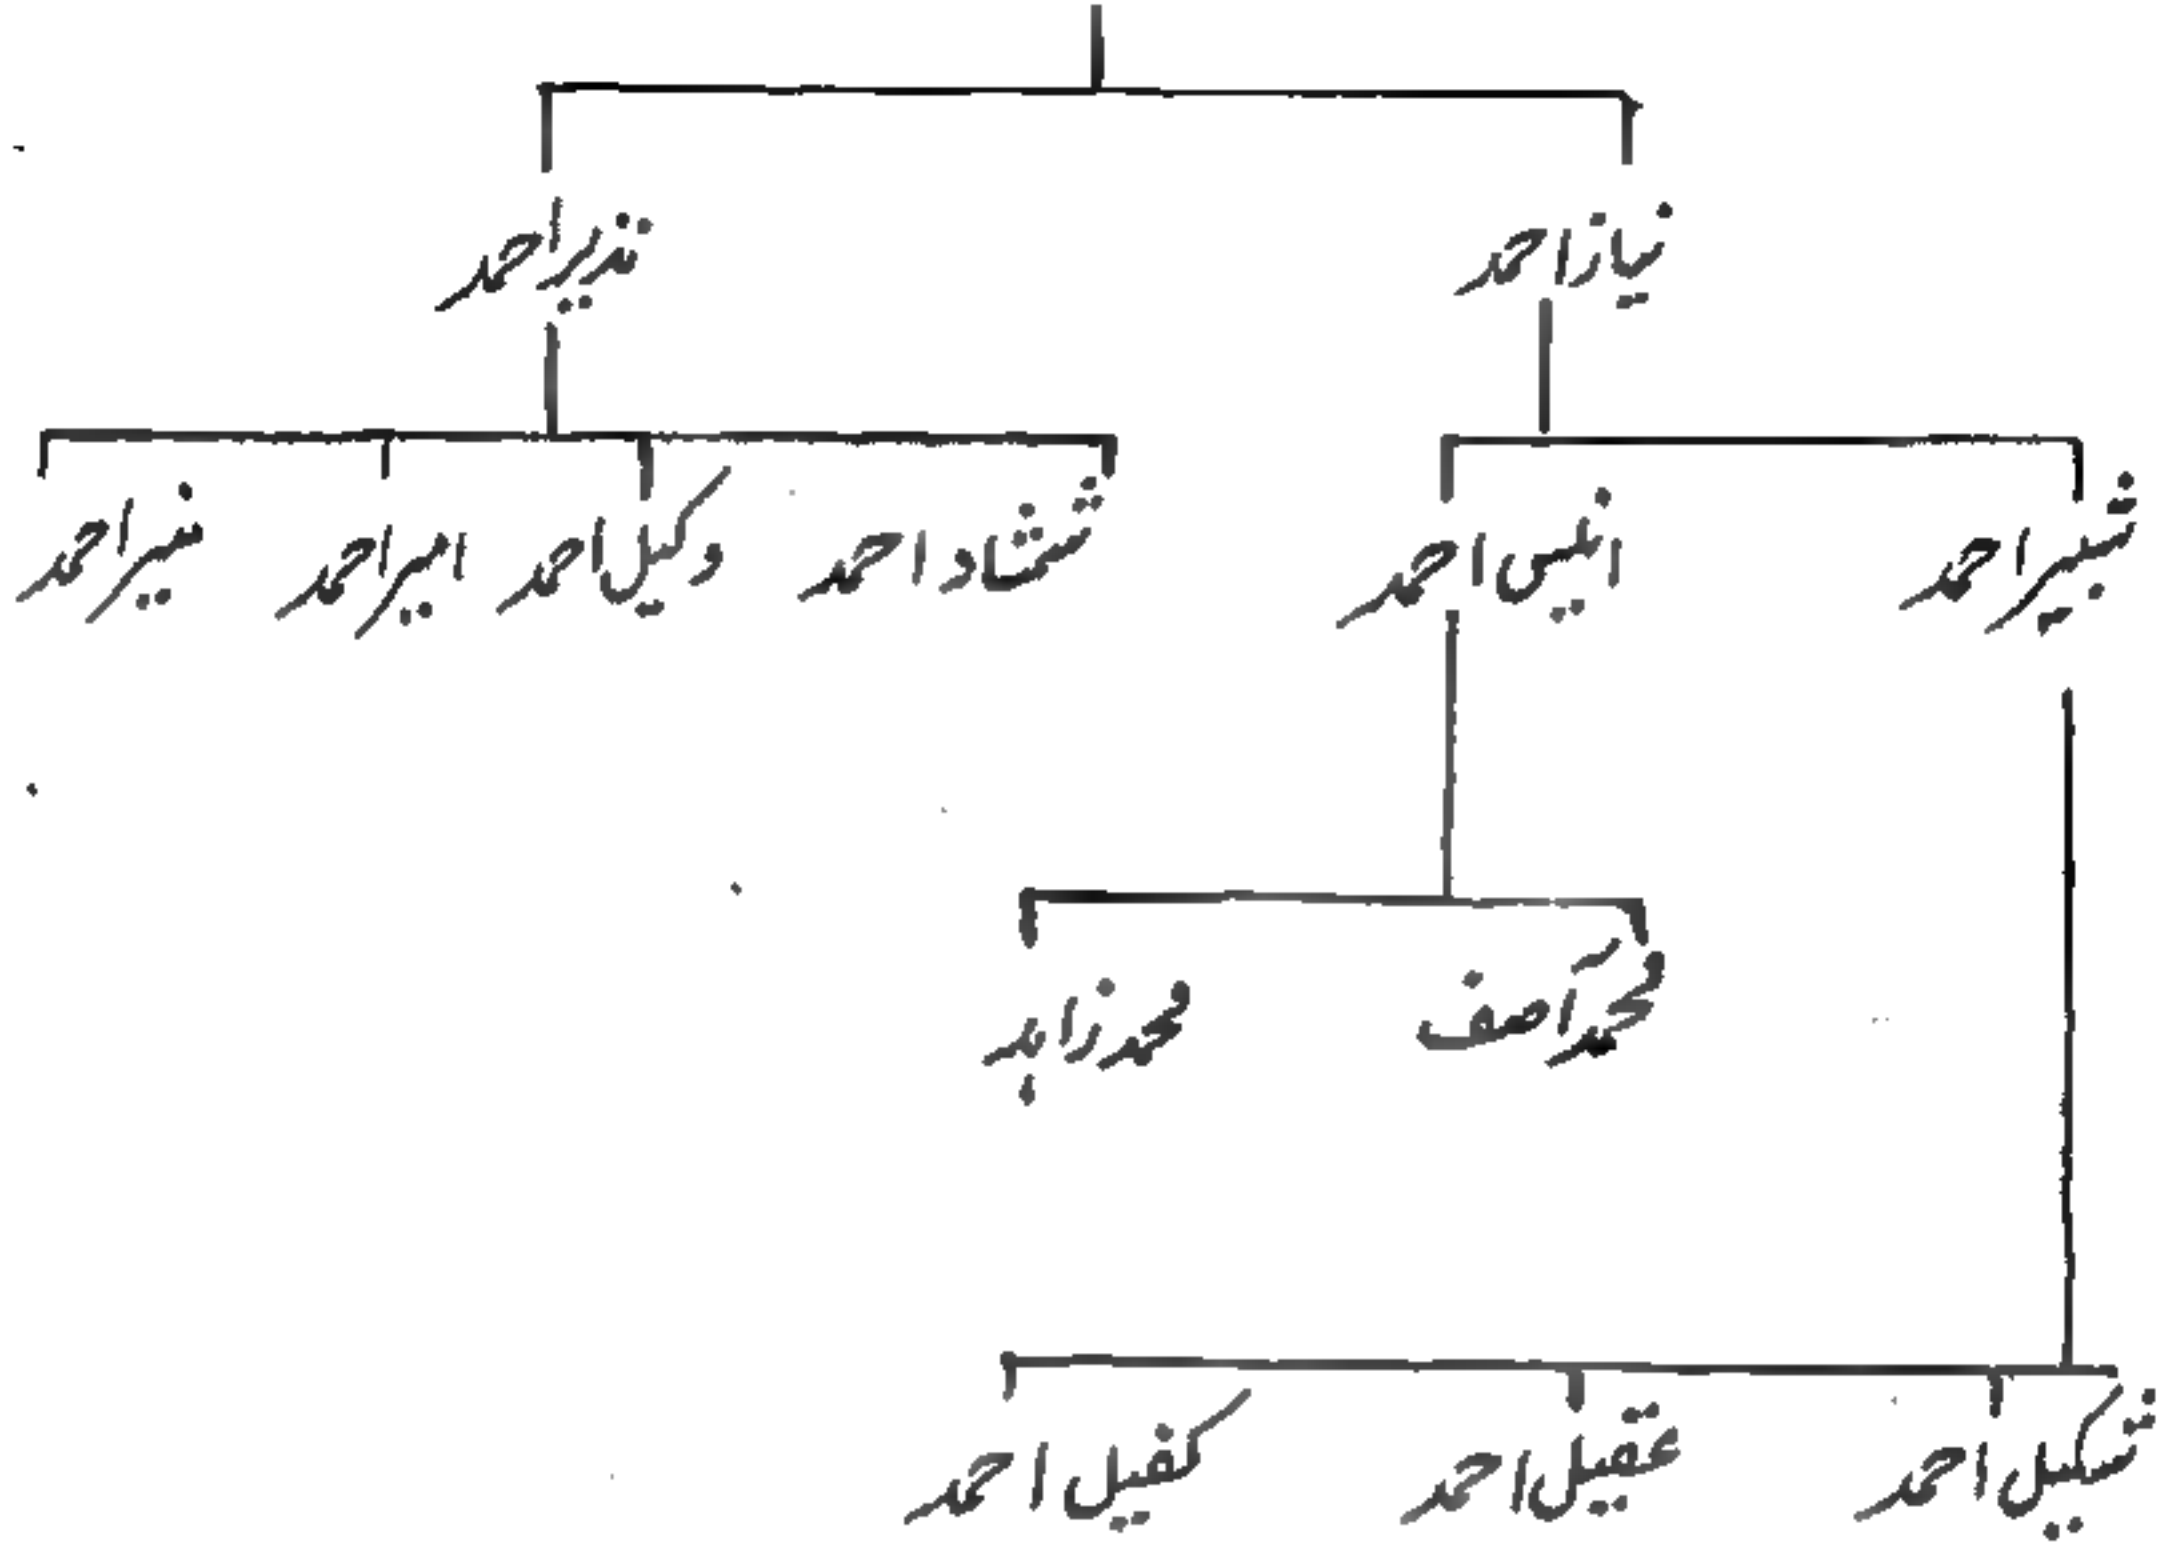 نیاز احمد نذیر احمد
شبیر احمد انیس احمد شمشاد احمد وکیل احمد امیر احمد منیر احمد
محمد آصف محمد زاہد
شکیل احمد عقیل احمد کفیل احمد